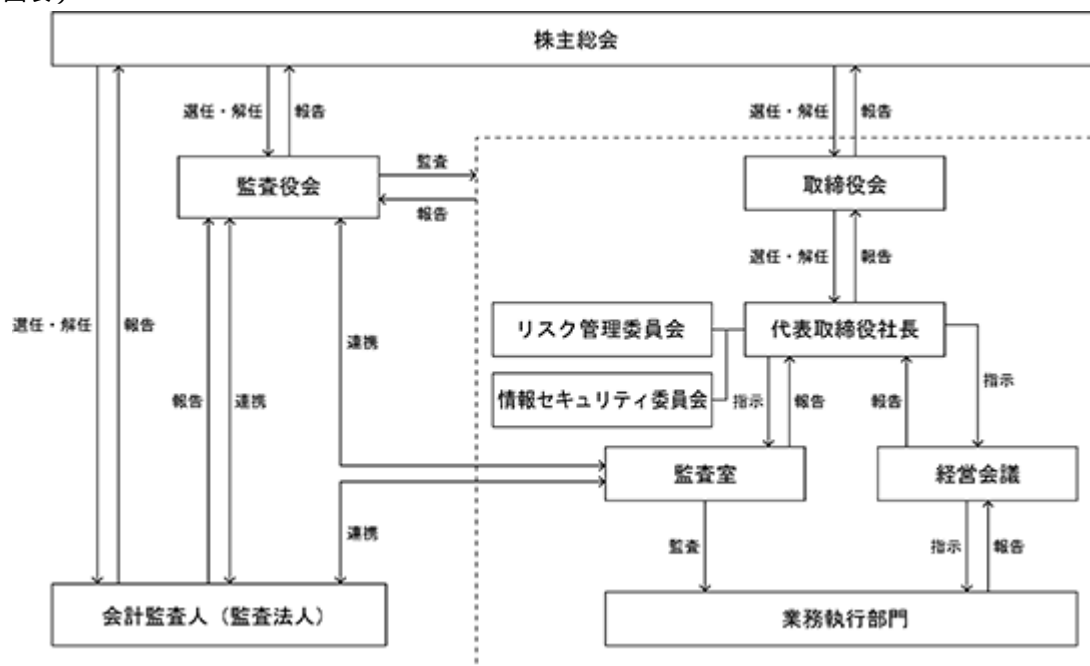 図表)
株主総会
選任・解任
報告
選任・解任
報告
監査役会
監査
報告
取締役会
選任・解任
報告
選任・解任
報告
連携
リスク管理委員会
代表取締役社長
情報セキュリティ委員会
指示
報告
報告
指示
報告
連携
監査室
経営会議
連携
監査
指示
報告
会計監査人（監査法人）
業務執行部門